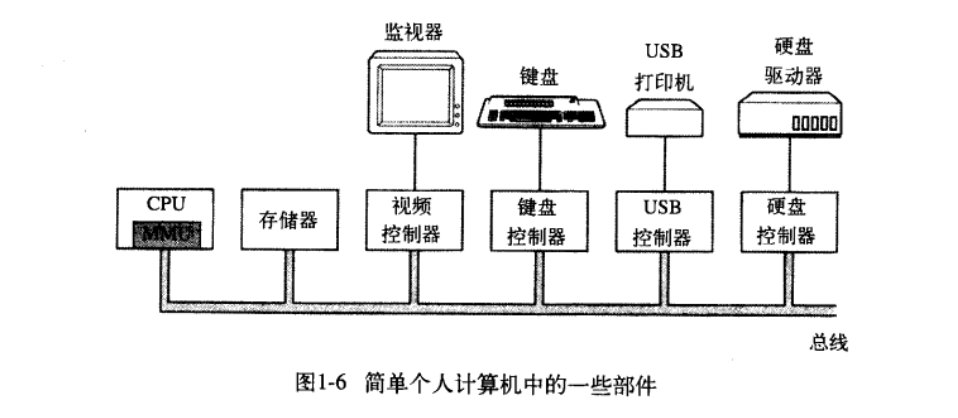 监视器
键盘
USB
打印机
硬盘
驱动器
CPU
MMU
存储器
视频
控制器
键盘
控制器
USB
控制器
硬盘
控制器
总线
图1-6 简单个人计算机中的一些部件